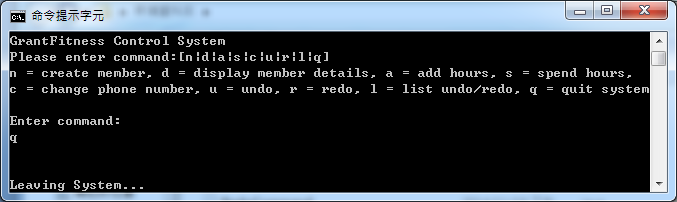 命令提示字元
GrantFitness Control System
Please enter command:[n|d|a|s|c|u|r|l|q]
n = create member, d = display member details, a = add hours, s = spend hours,
c = change phone number, u = undo, r = redo, l = list undo/redo, q = quit system
Enter command:
q
Leaving System...